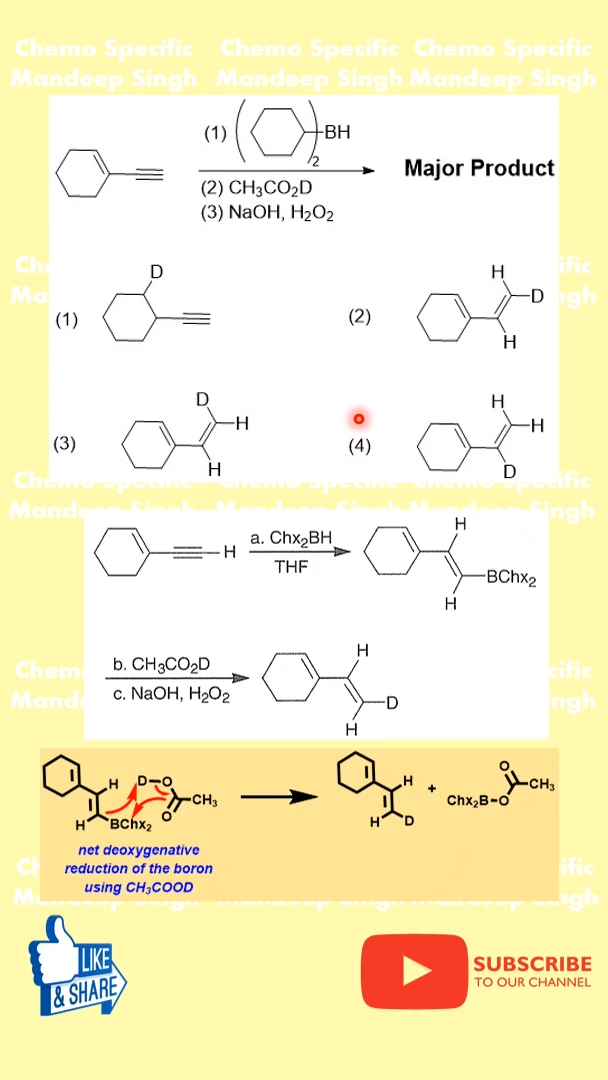 Chemo Specific Chemo Specific Chemo Specific
Mandeep Singh Mandeep Singh Mandeep Singh
(1) ( )2 BH
(2) CH₃CO₂D
(3) NaOH, H₂O₂
Major Product
(1) D
(2) H D H
(3) D H H
(4) H H D
H a. Chx₂BH
THF
H BChx₂ H
b. CH₃CO₂D
c. NaOH, H₂O₂
H D H
H H BChx₂ D-O O CH₃
H H D + Chx₂B-O O CH₃
net deoxygenative
reduction of the boron
using CH₃COOD
LIKE
& SHARE
SUBSCRIBE
TO OUR CHANNEL